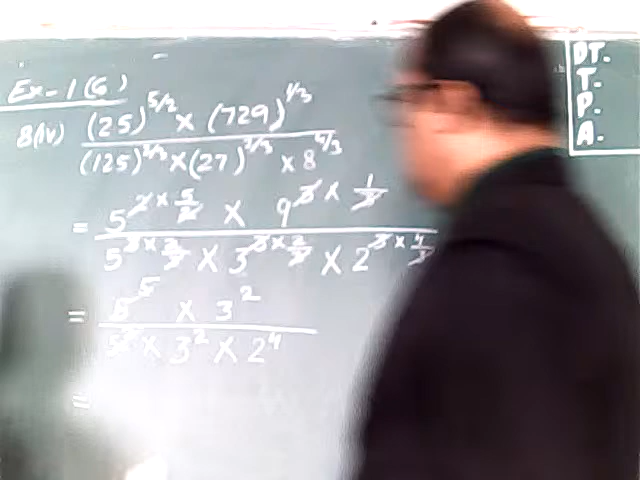 Ex-1(G)
8(iv) (25)^5/2 × (729)^1/3
(125)^2/3 × (27)^2/3 × 8^4/3
= 5^2×5/2 × 9^3×1/3
5^3×2/3 × 3^3×2/3 × 2^3×4/3
= 5^5 × 3^2
5^2 × 3^2 × 2^4
=
DT.
T.
P.
A.